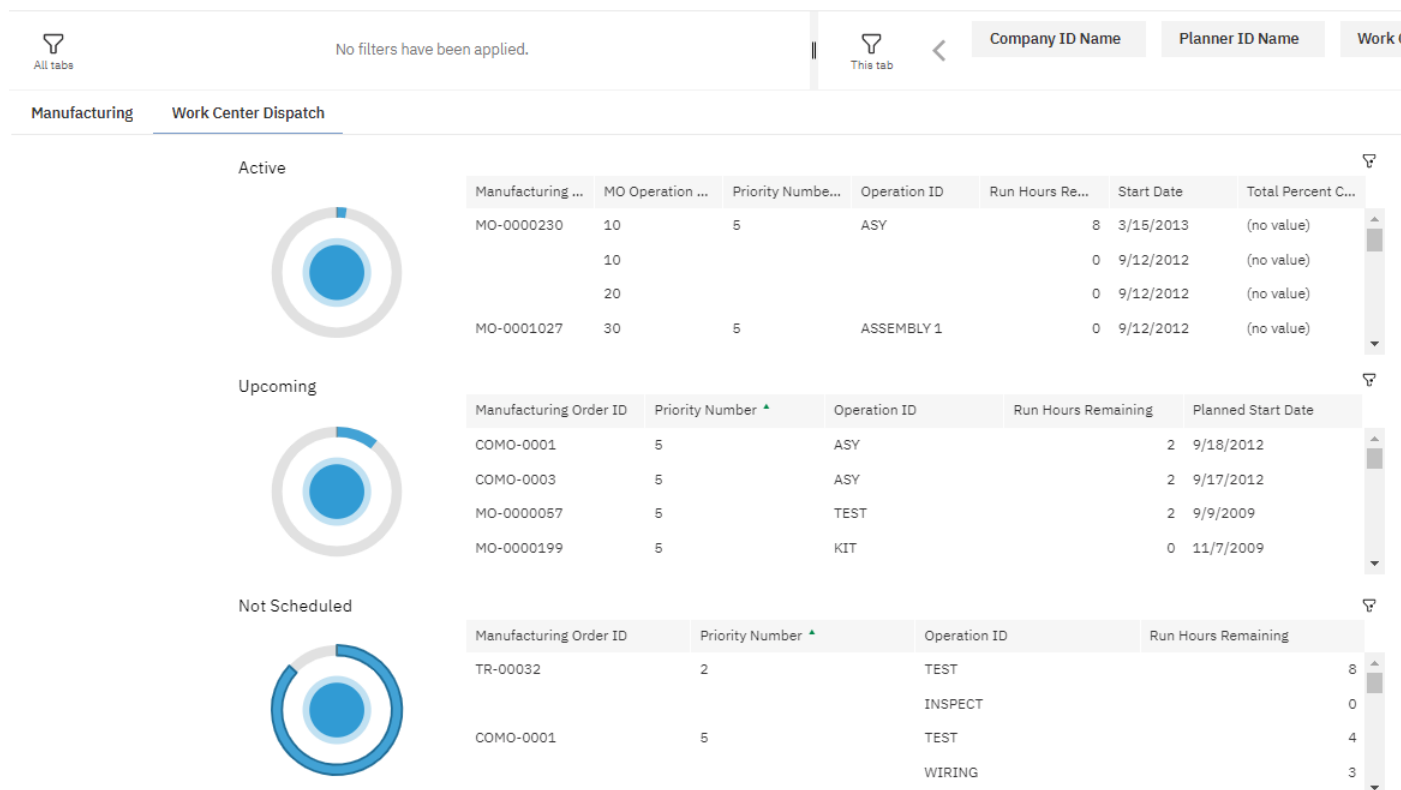 No filters have been applied.
All tabs
This tab
Company ID Name Planner ID Name Work
Manufacturing Work Center Dispatch
Active
Manufacturing ... MO Operation ... Priority Numbe... Operation ID Run Hours Re... Start Date Total Percent C...
MO-0000230 10 5 ASY 8 3/15/2013 (no value)
10 0 9/12/2012 (no value)
20 0 9/12/2012 (no value)
MO-0001027 30 5 ASSEMBLY 1 0 9/12/2012 (no value)
Upcoming
Manufacturing Order ID Priority Number Operation ID Run Hours Remaining Planned Start Date
COMO-0001 5 ASY 2 9/18/2012
COMO-0003 5 ASY 2 9/17/2012
MO-0000057 5 TEST 2 9/9/2009
MO-0000199 5 KIT 0 11/7/2009
Not Scheduled
Manufacturing Order ID Priority Number Operation ID Run Hours Remaining
TR-00032 2 TEST 8
INSPECT 0
COMO-0001 5 TEST 4
WIRING 3